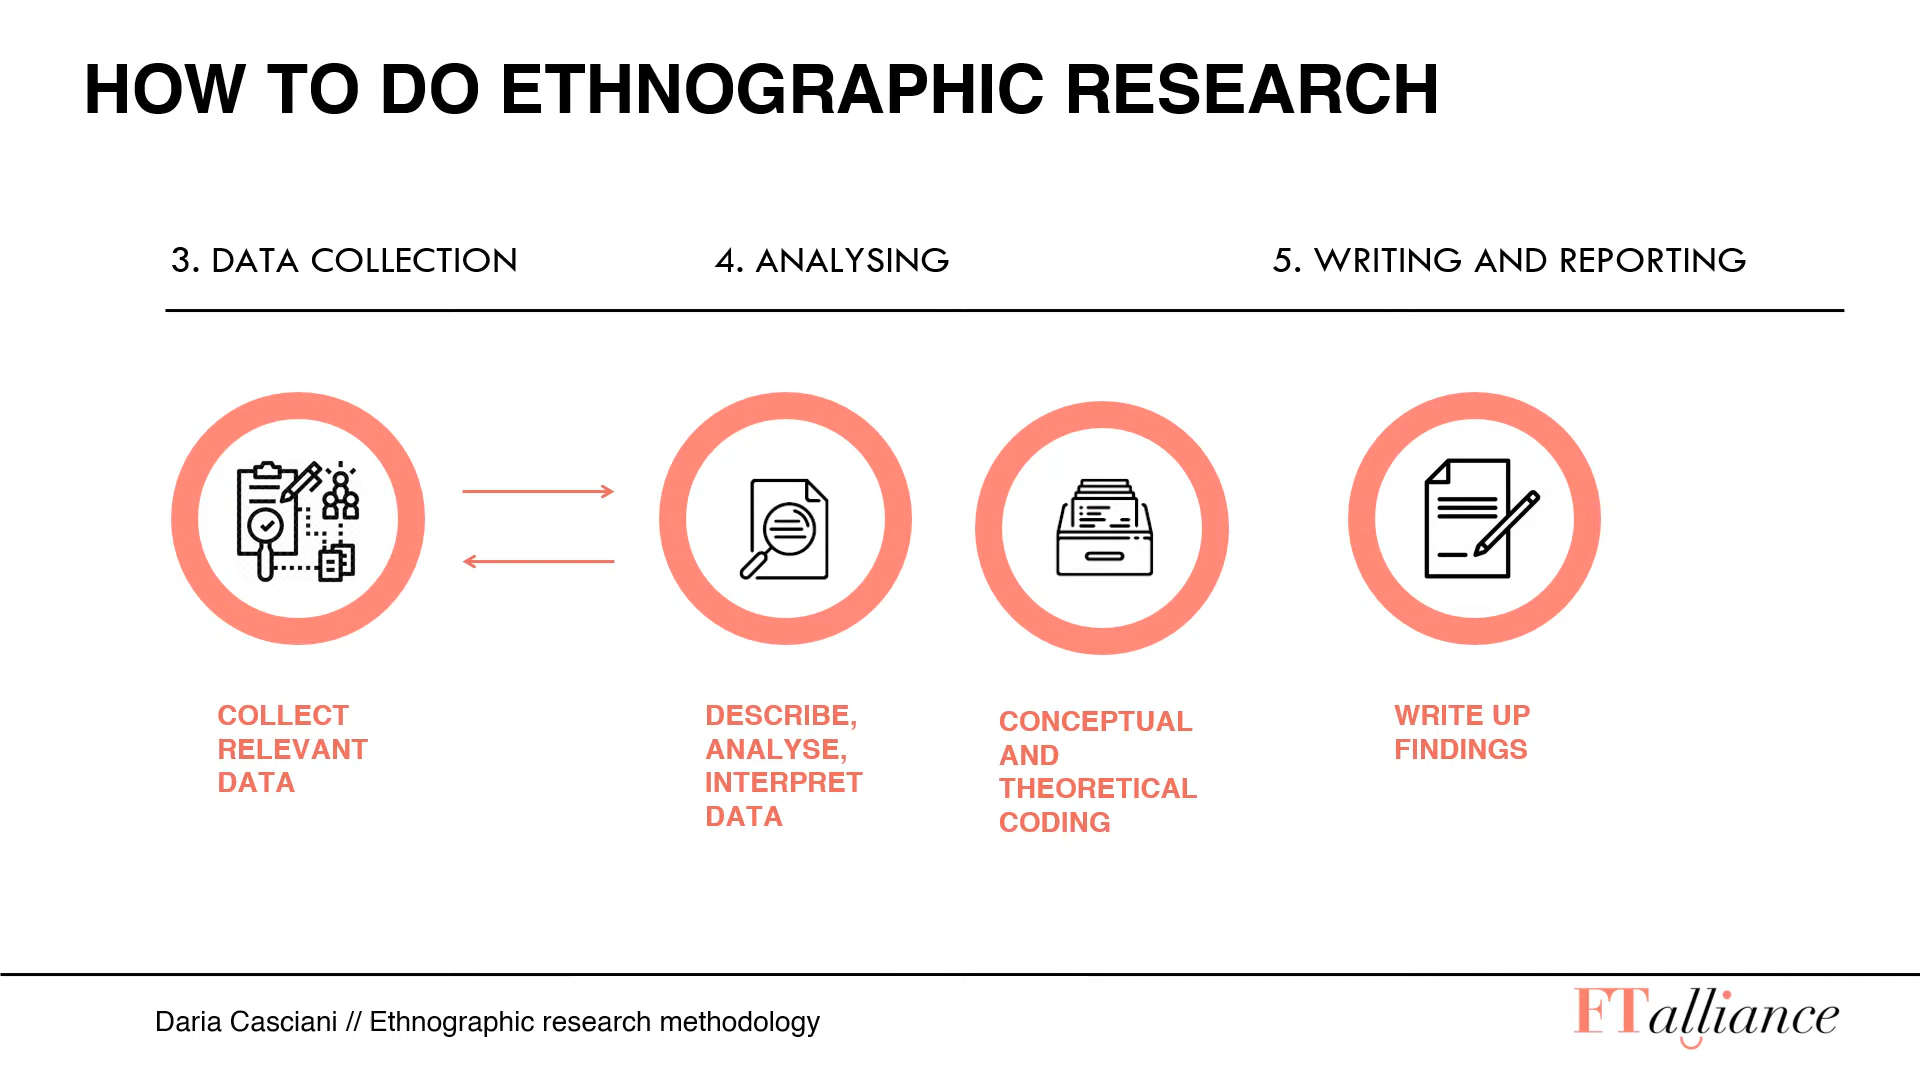 HOW TO DO ETHNOGRAPHIC RESEARCH
3. DATA COLLECTION
4. ANALYSING
5. WRITING AND REPORTING
COLLECT
RELEVANT
DATA
DESCRIBE,
ANALYSE,
INTERPRET
DATA
CONCEPTUAL
AND
THEORETICAL
CODING
WRITE UP
FINDINGS
Daria Casciani // Ethnographic research methodology
FTalliance